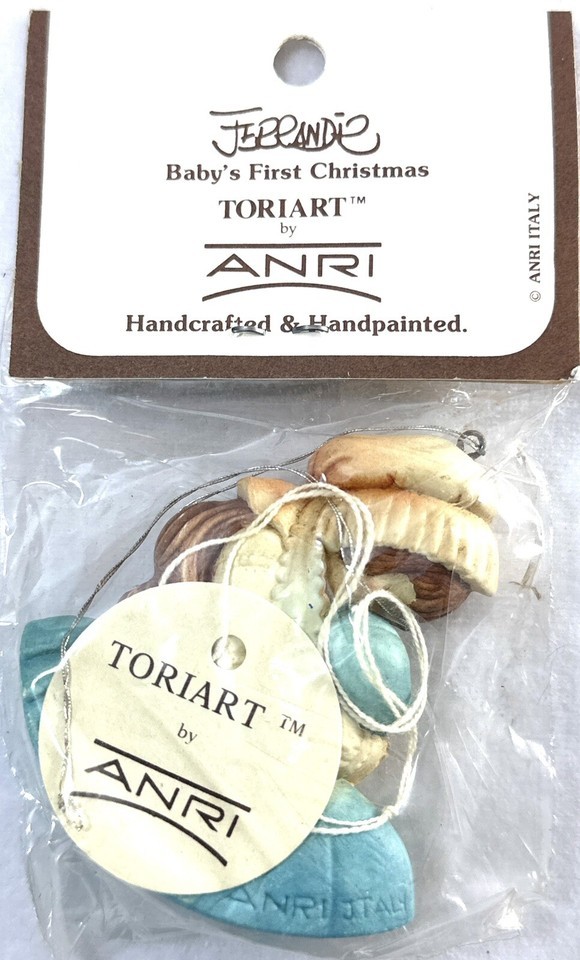 Ferrandiz
Baby's First Christmas
TORIART™
by
ANRI
Handcrafted & Handpainted.
© ANRI ITALY
TORIART™
by
ANRI
ANRI ITALY